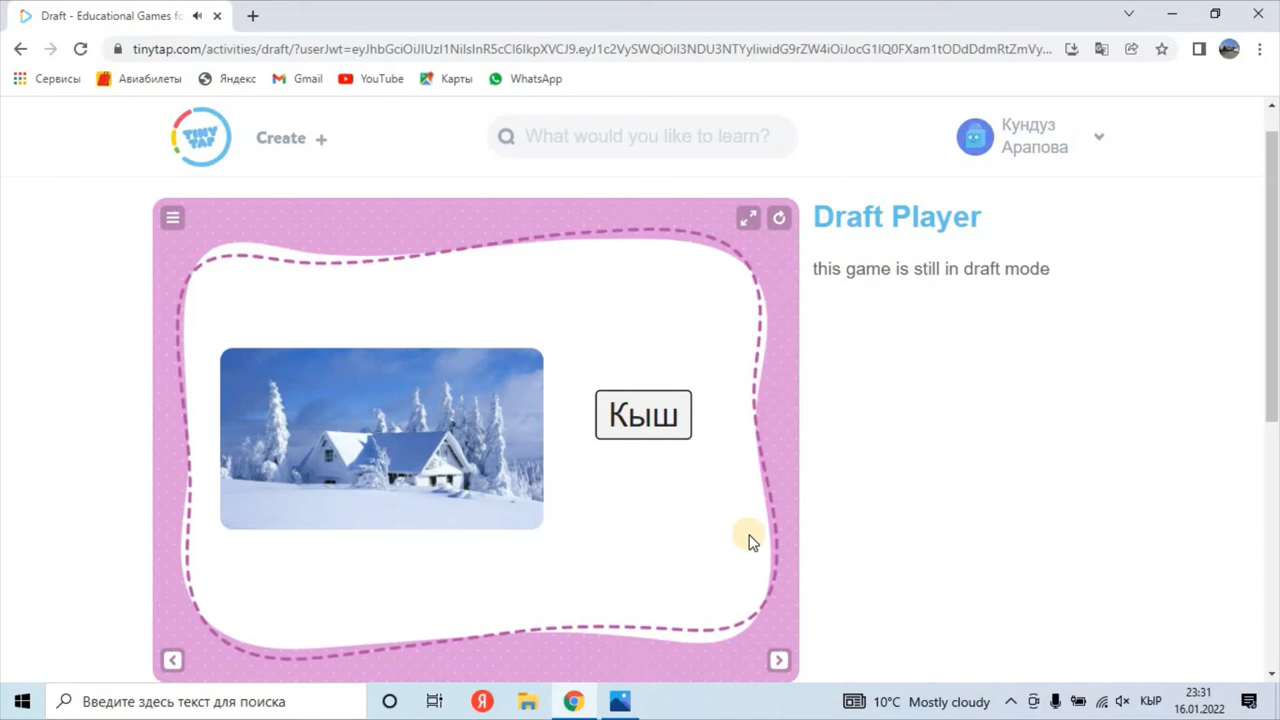 Draft - Educational Games fo
tinytap.com/activities/draft/?userJwt=eyJhbGciOiJIUzI1NiIsInR5cCI6IkpXVCJ9.eyJ1c2VySWQiOiI3NDU3NTYyIiwidG9rZW4iOiJocG1IQ0FXam1tODdDdmRtRtZmVy...
Сервисы Авиабилеты Яндекс Gmail YouTube Карты WhatsApp
TINY TAP
Create +
What would you like to learn?
Кундуз
Арапова
Draft Player
this game is still in draft mode
Кыш
Введите здесь текст для поиска
10°C Mostly cloudy
КЫР
23:31
16.01.2022